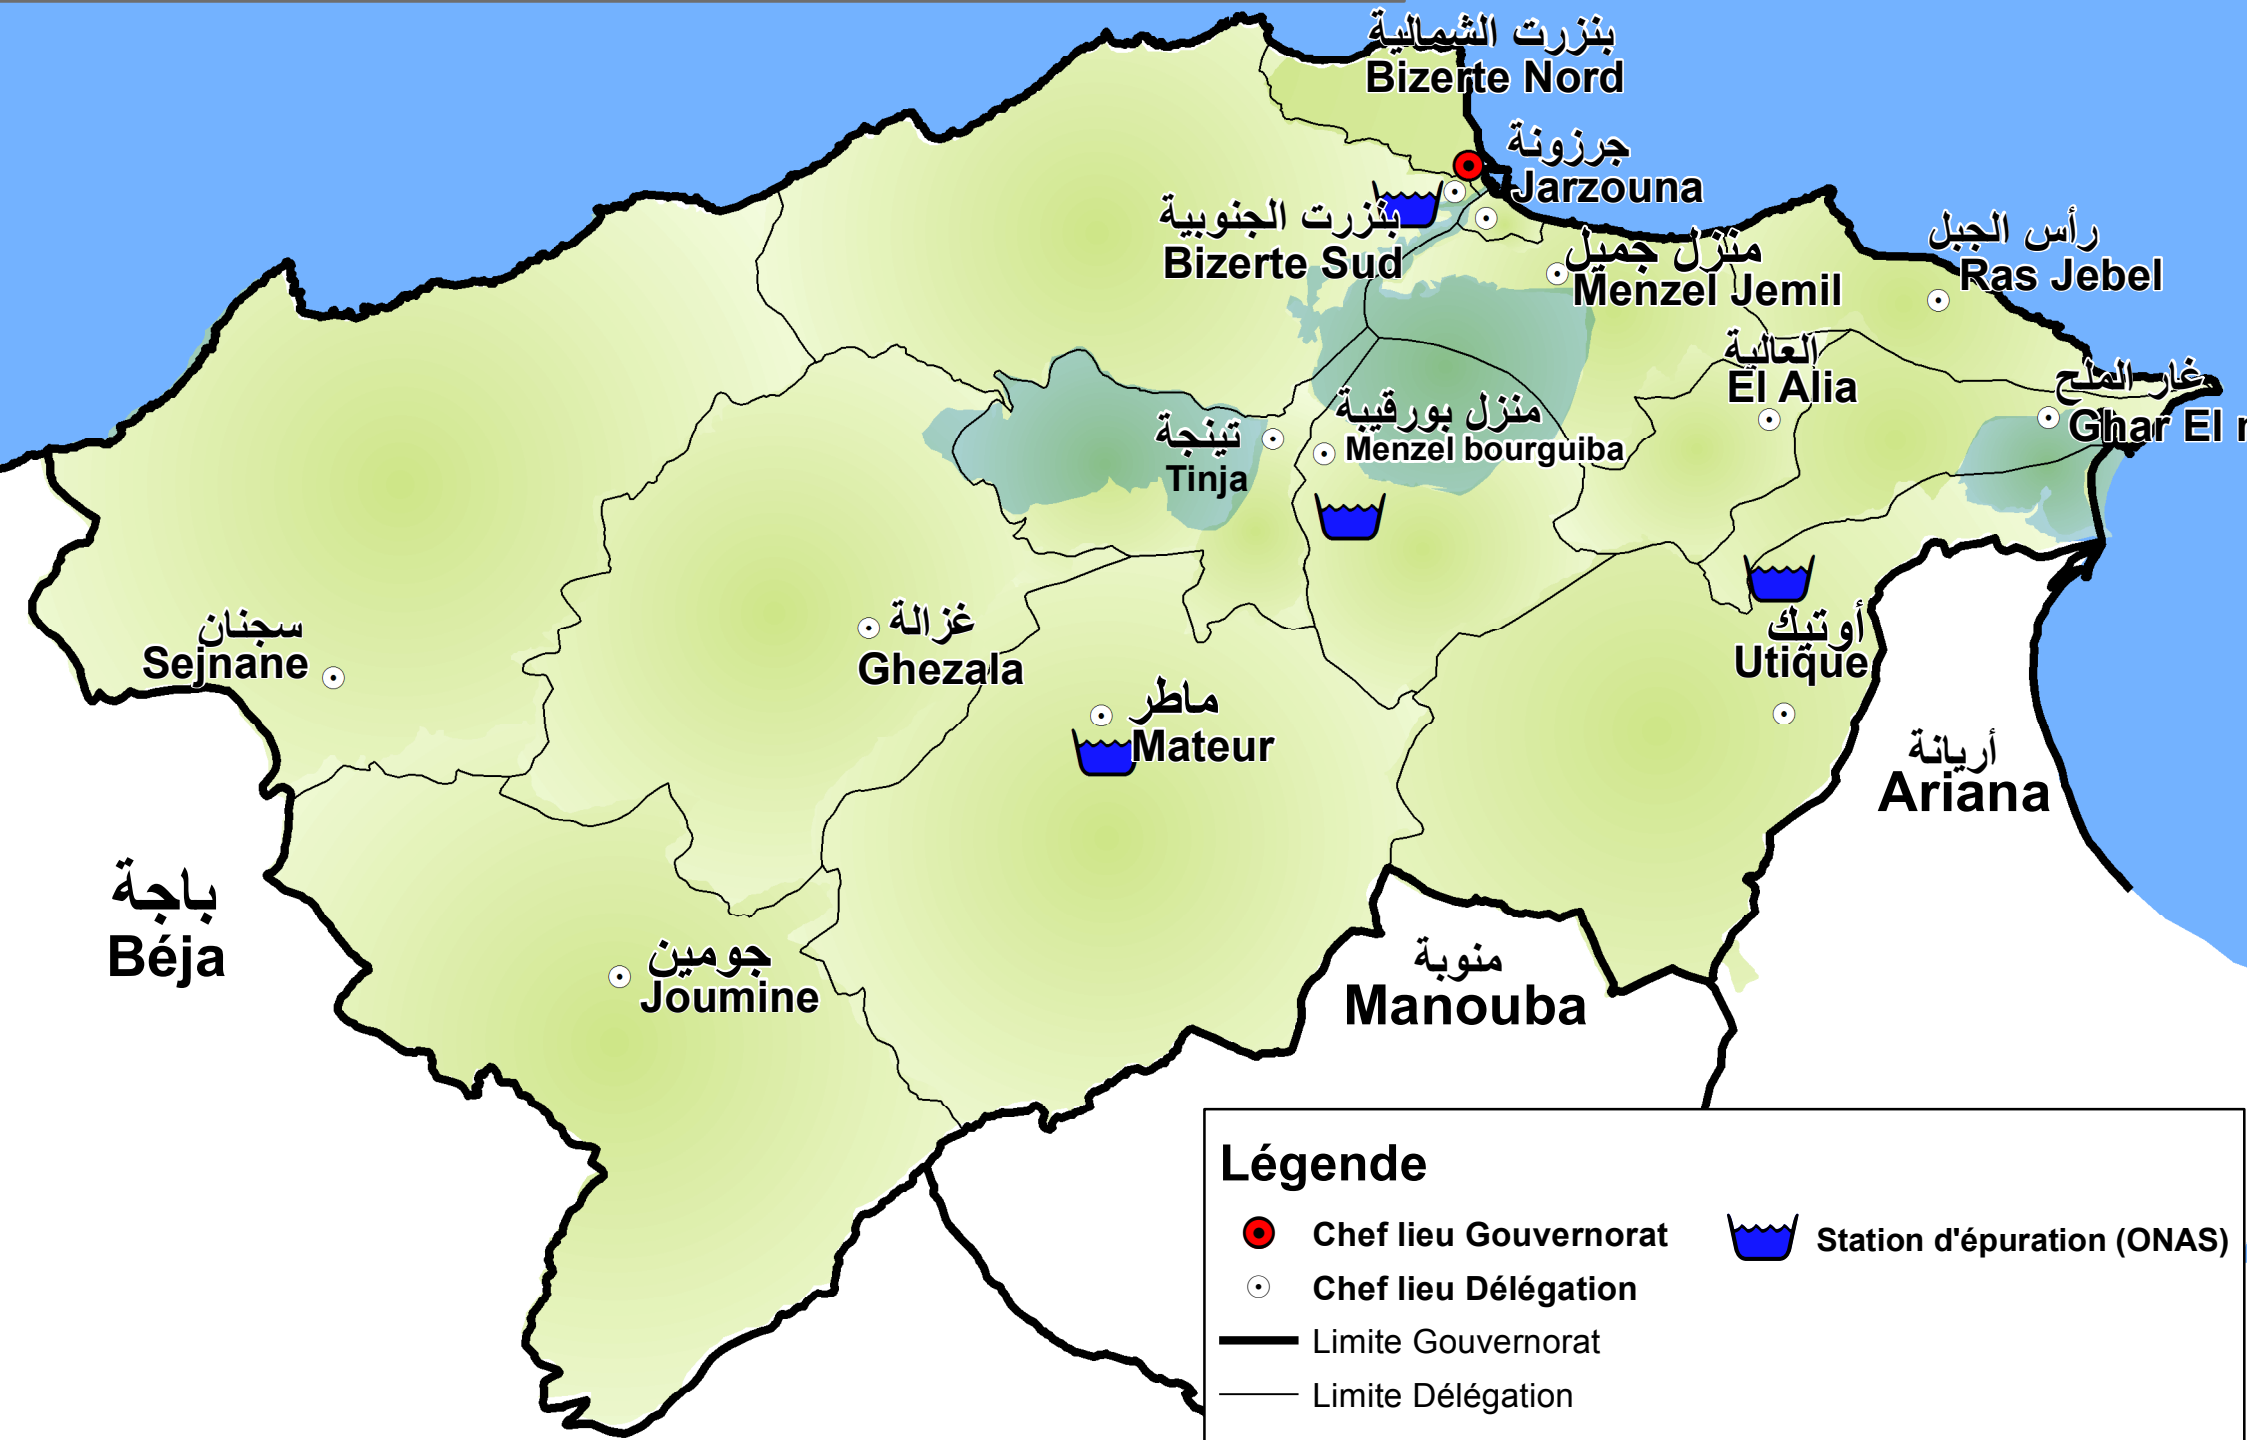 بنزرت الشمالية
Bizerte Nord
جرزونة
Jarzouna
بنزرت الجنوبية
Bizerte Sud
منزل جميل
Menzel Jemil
رأس الجبل
Ras Jebel
العالية
El Alia
غار الملح
Ghar El
منزل بورقيبة
Menzel bourguiba
تينجة
Tinja
سجنان
Sejnane
غزالة
Ghezala
أوتيك
Utique
ماطر
Mateur
أريانة
Ariana
باجة
Béja
جومين
Joumine
منوبة
Manouba
Légende
Chef lieu Gouvernorat
Station d'épuration (ONAS)
Chef lieu Délégation
Limite Gouvernorat
Limite Délégation